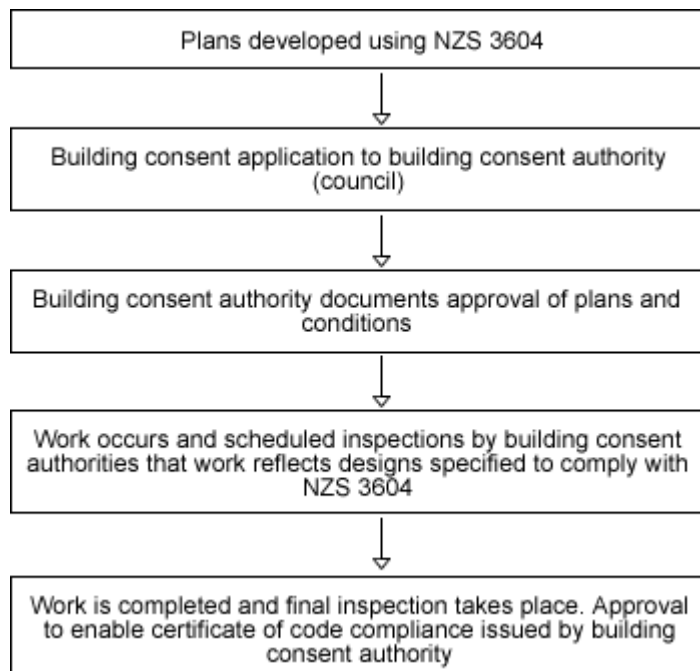 Plans developed using NZS 3604
Building consent application to building consent authority
(council)
Building consent authority documents approval of plans and
conditions
Work occurs and scheduled inspections by building consent
authorities that work reflects designs specified to comply with
NZS 3604
Work is completed and final inspection takes place. Approval
to enable certificate of code compliance issued by building
consent authority